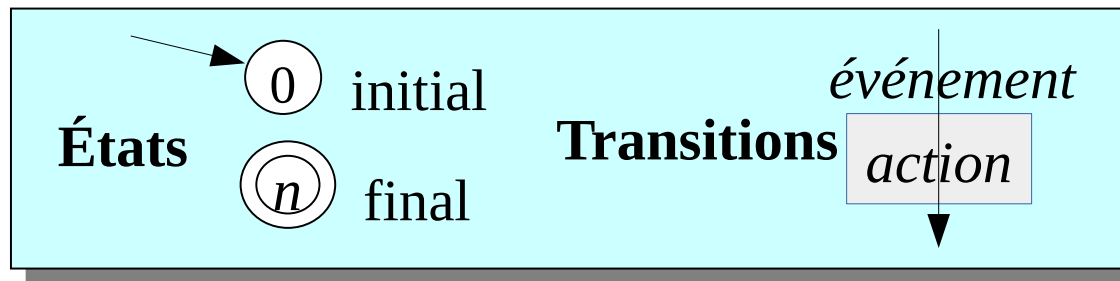 États
0
initial
n
final
Transitions
événement
action